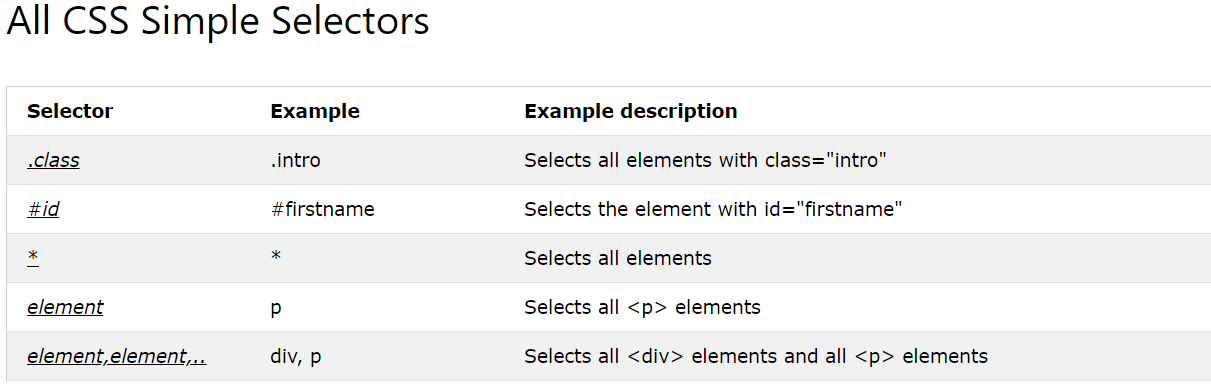 All CSS Simple Selectors
Selector Example Example description
.class .intro Selects all elements with class="intro"
#id #firstname Selects the element with id="firstname"
* * Selects all elements
element p Selects all <p> elements
element,element,.. div, p Selects all <div> elements and all <p> elements